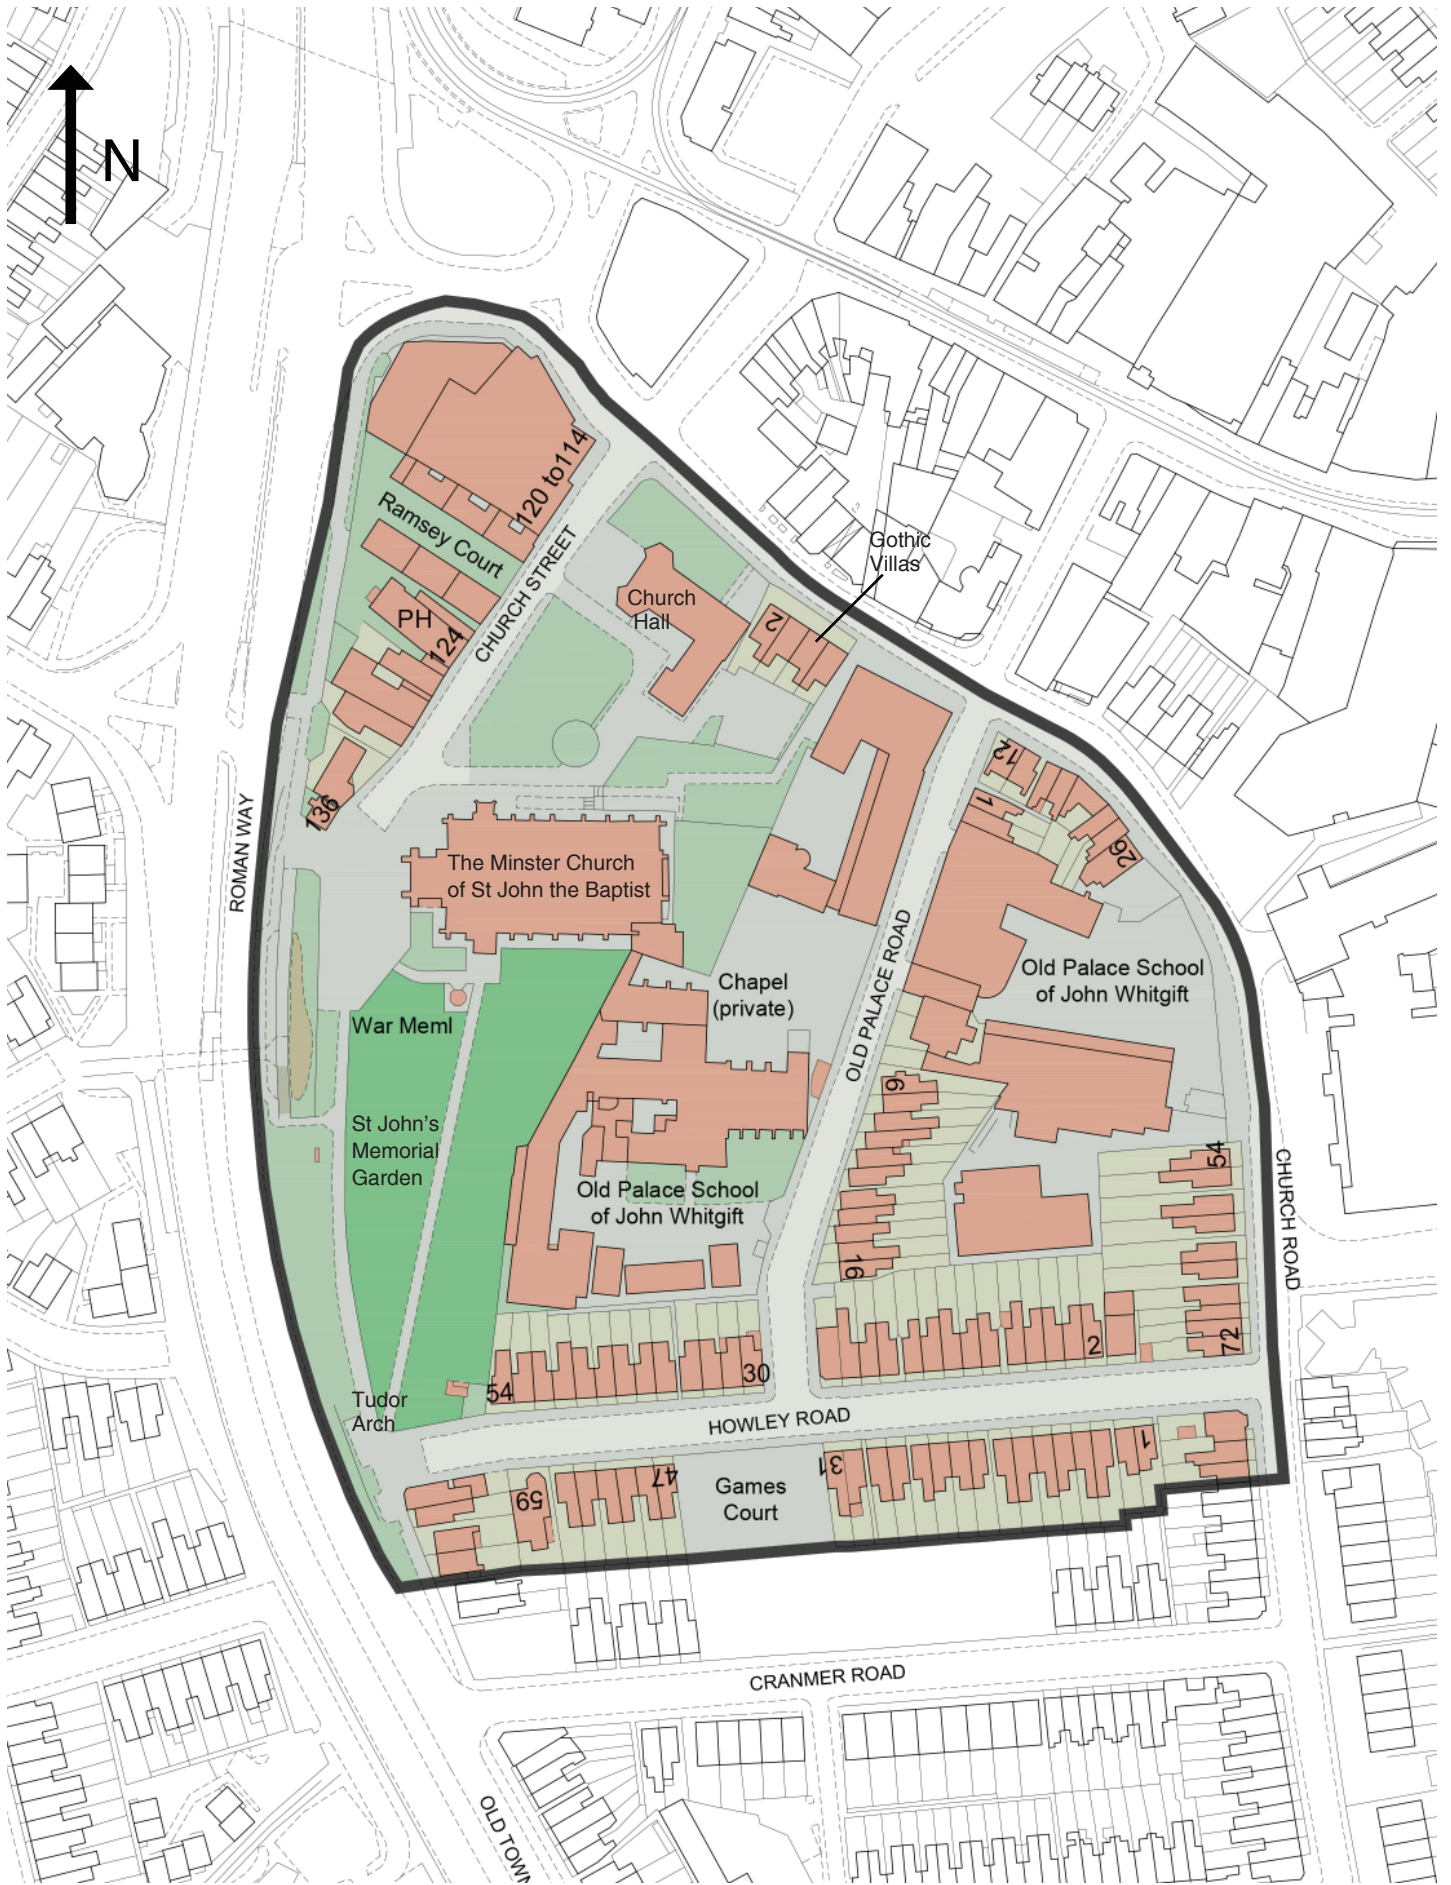 N
120 to114
Ramsey Court
CHURCH STREET
Gothic
Villas
Church
Hall
2
PH
124
12
1
26
136
ROMAN WAY
The Minster Church
of St John the Baptist
OLD PALACE ROAD
Old Palace School
of John Whitgift
Chapel
(private)
War Meml
9
St John's
Memorial
Garden
54
CHURCH ROAD
Old Palace School
of John Whitgift
16
72
2
30
54
Tudor
Arch
HOWLEY ROAD
1
31
47
59
Games
Court
CRANMER ROAD
OLD TOWN